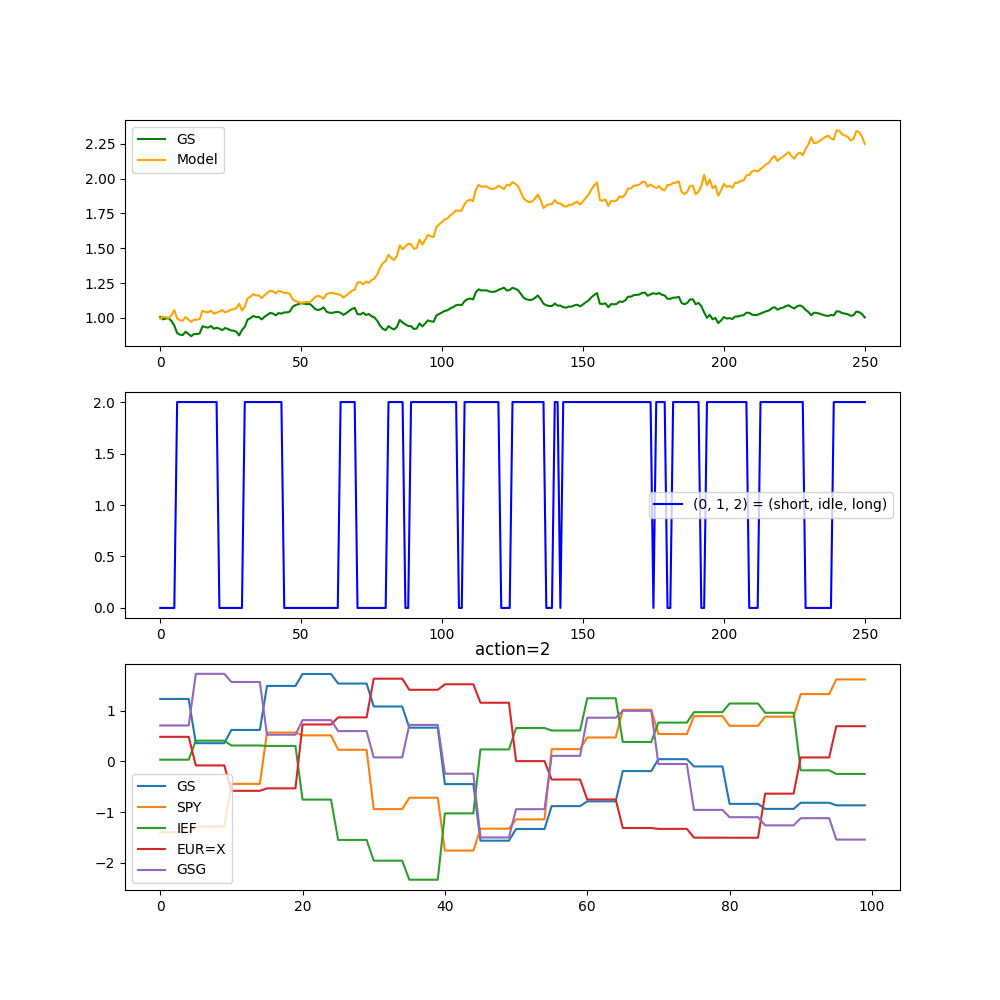 GS
Model
2.25
2.00
1.75
1.50
1.25
1.00
0 50 100 150 200 250
2.0
1.5
1.0
0.5
0.0
(0, 1, 2) = (short, idle, long)
0 50 100 150 200 250
action=2
1
0
−1
−2
GS
SPY
IEF
EUR=X
GSG
0 20 40 60 80 100